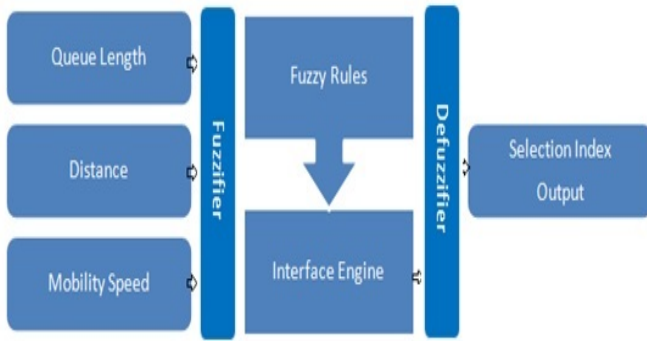 Queue Length
Distance
Mobility Speed
Fuzzifier
Fuzzy Rules
Interface Engine
Defuzzifier
Selection Index
Output